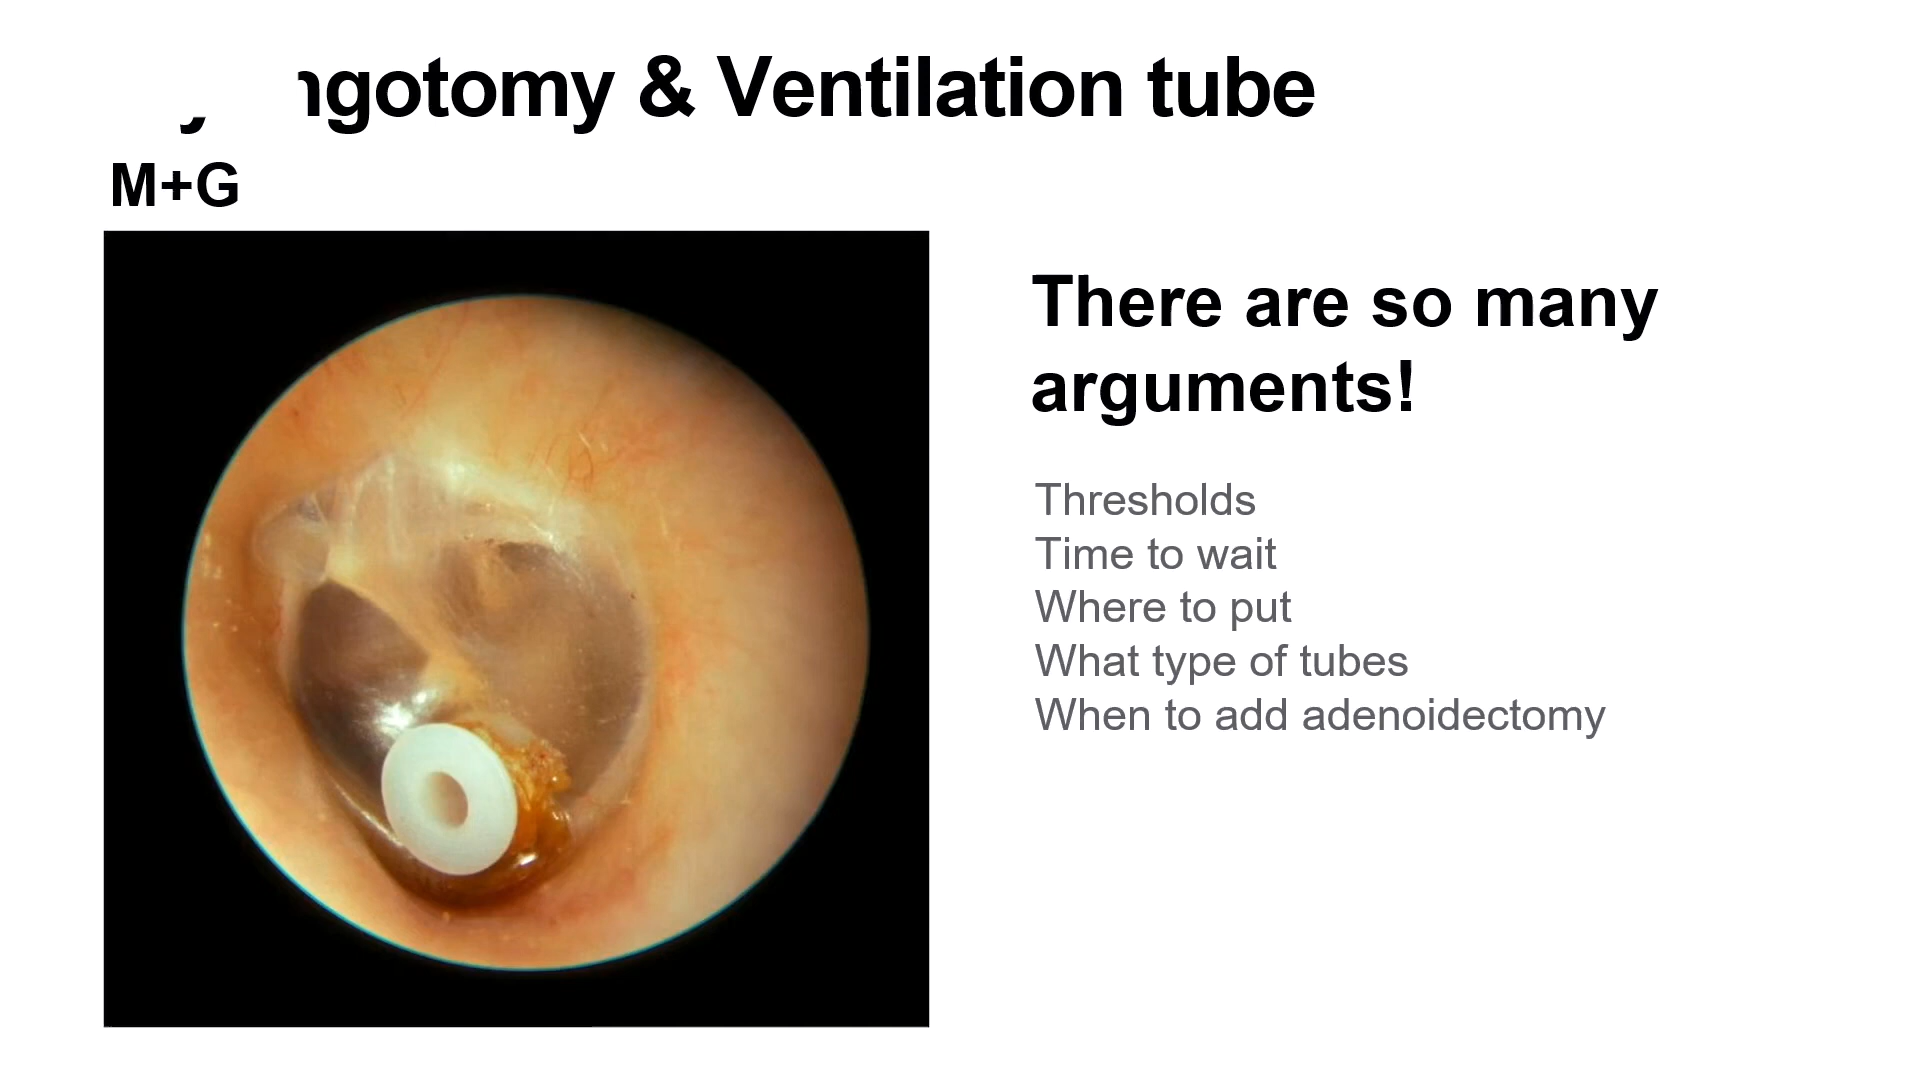 & Ventilation tube
M+G
There are so many
arguments!
Thresholds
Time to wait
Where to put
What type of tubes
When to add adenoidectomy